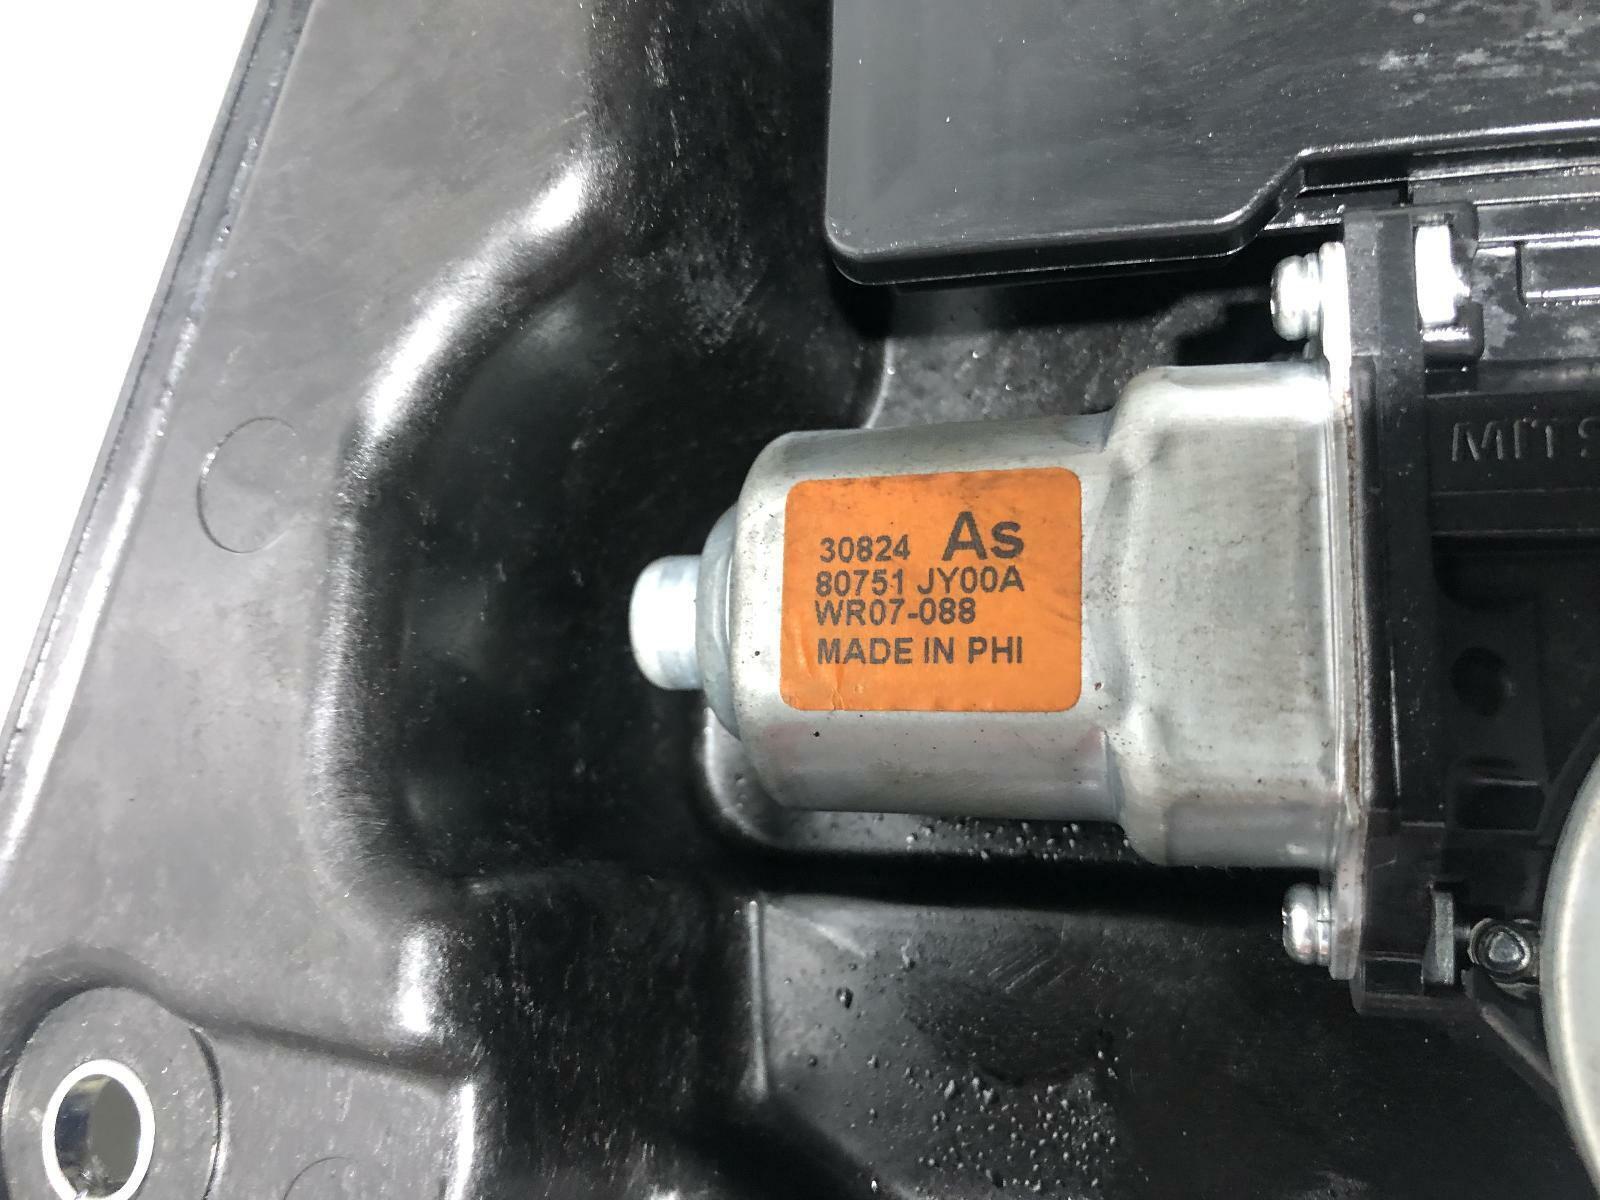 30824 As
80751 JY00A
WR07-088
MADE IN PHI